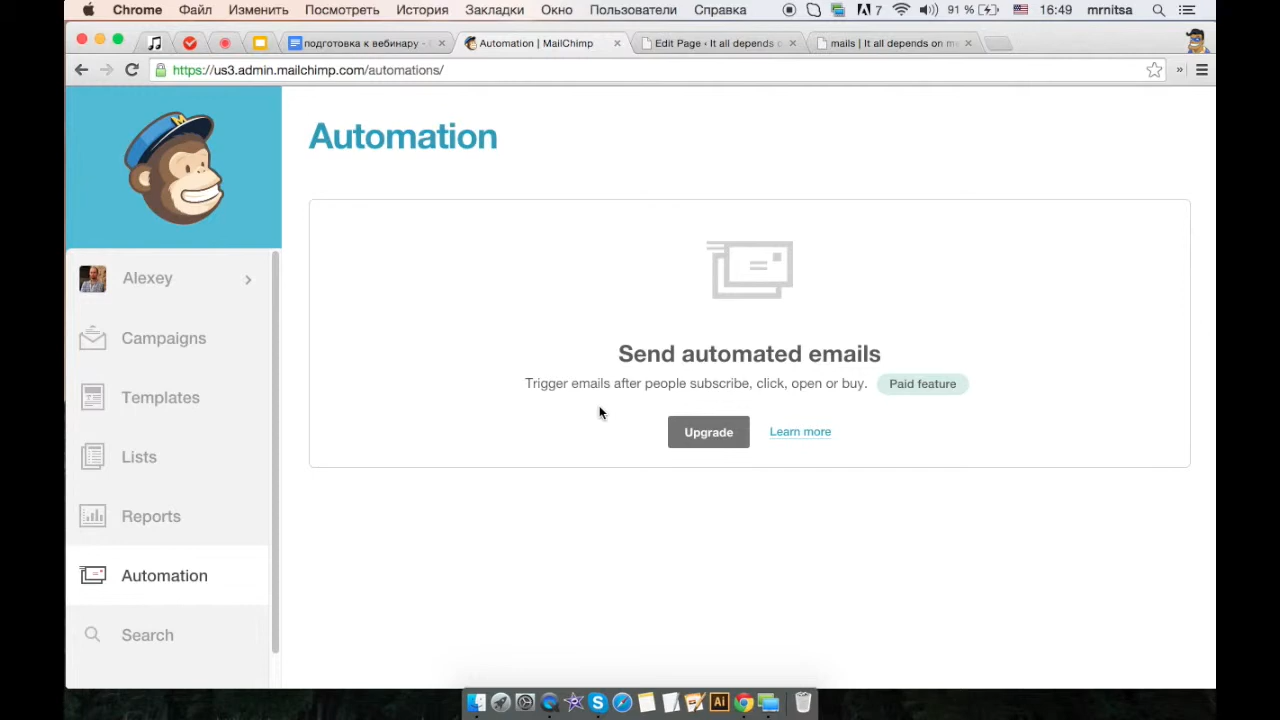 Chrome Файл Изменить Посмотреть История Закладки Окно Пользователи Справка 7 91 % 16:49 mrnitsa
подготовка к вебинару - Automation | MailChimp Edit Page ‹ It all depends o mails | It all depends on me
https://us3.admin.mailchimp.com/automations/ »
M
Automation
Alexey
Campaigns
Templates
Lists
Reports
Automation
Search
Send automated emails
Trigger emails after people subscribe, click, open or buy. Paid feature
Upgrade Learn more
Ai